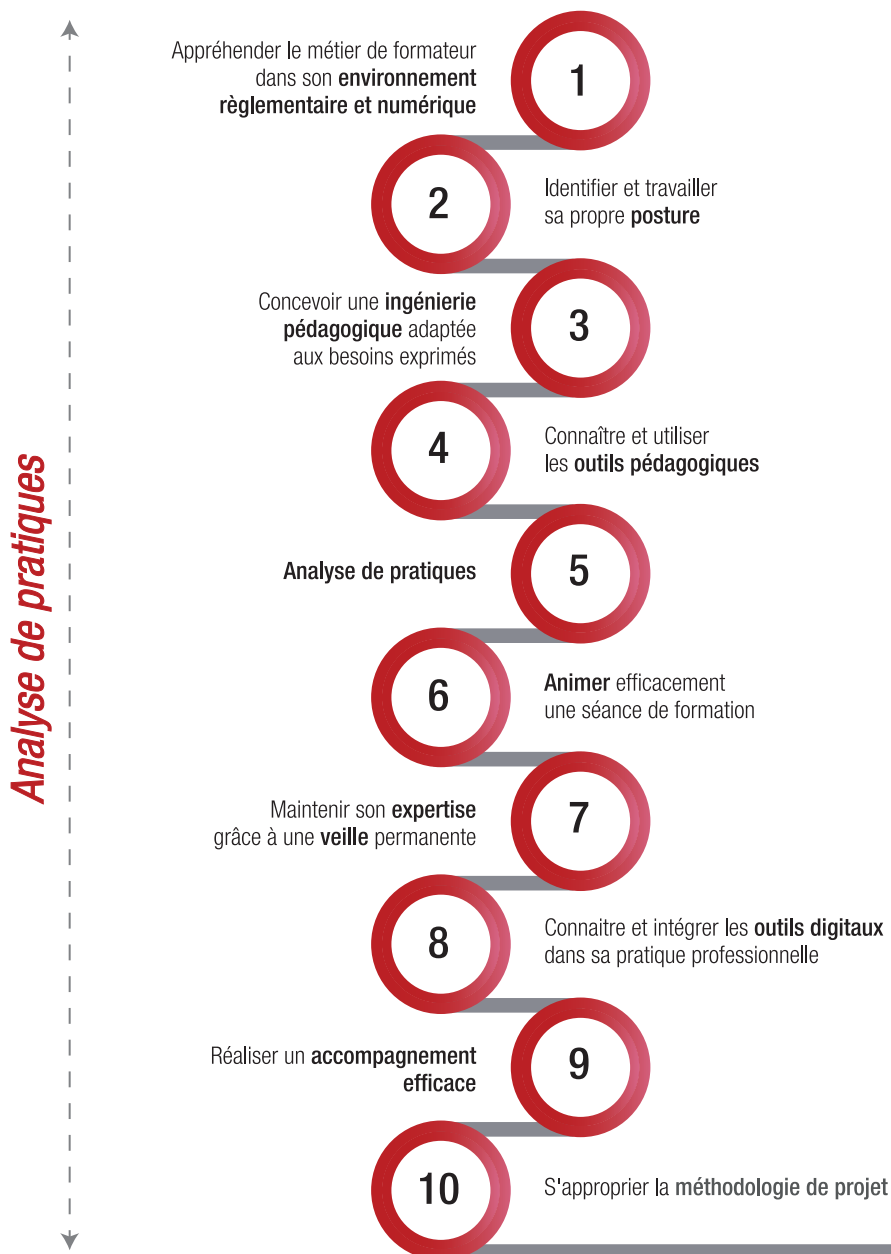 Analyse de pratiques
Appréhender le métier de formateur
dans son environnement
règlementaire et numérique
1
2
Identifier et travailler
sa propre posture
Concevoir une ingénierie
pédagogique adaptée
aux besoins exprimés
3
4
Connaître et utiliser
les outils pédagogiques
Analyse de pratiques
5
6
Animer efficacement
une séance de formation
Maintenir son expertise
grâce à une veille permanente
7
8
Connaitre et intégrer les outils digitaux
dans sa pratique professionnelle
Réaliser un accompagnement
efficace
9
10
S'approprier la méthodologie de projet